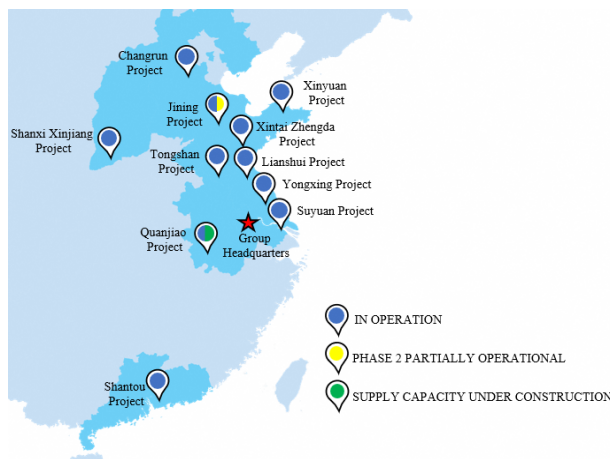 Changrun
Project
Xinyuan
Project
Jining
Project
Xintai Zhengda
Project
Shanxi Xinjiang
Project
Tongshan
Project
Lianshui Project
Yongxing Project
Suyuan Project
Quanjiao
Project
Group
Headquarters
IN OPERATION
PHASE 2 PARTIALLY OPERATIONAL
SUPPLY CAPACITY UNDER CONSTRUCTION
Shantou
Project